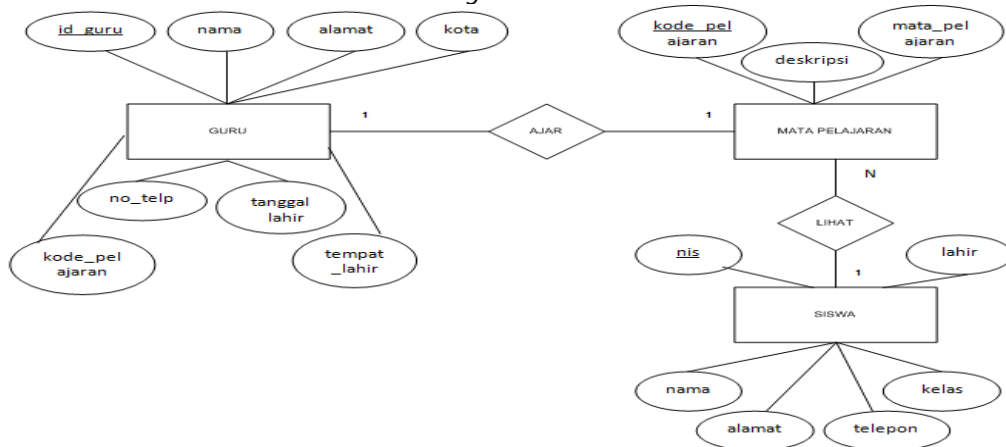 id_guru
nama
alamat
kota
kode_pel
ajaran
mata_pel
ajaran
deskripsi
GURU
1
AJAR
1
MATA PELAJARAN
no_telp
tanggal
lahir
kode_pel
ajaran
tempat
_lahir
N
LIHAT
nis
lahir
1
SISWA
nama
kelas
alamat
telepon